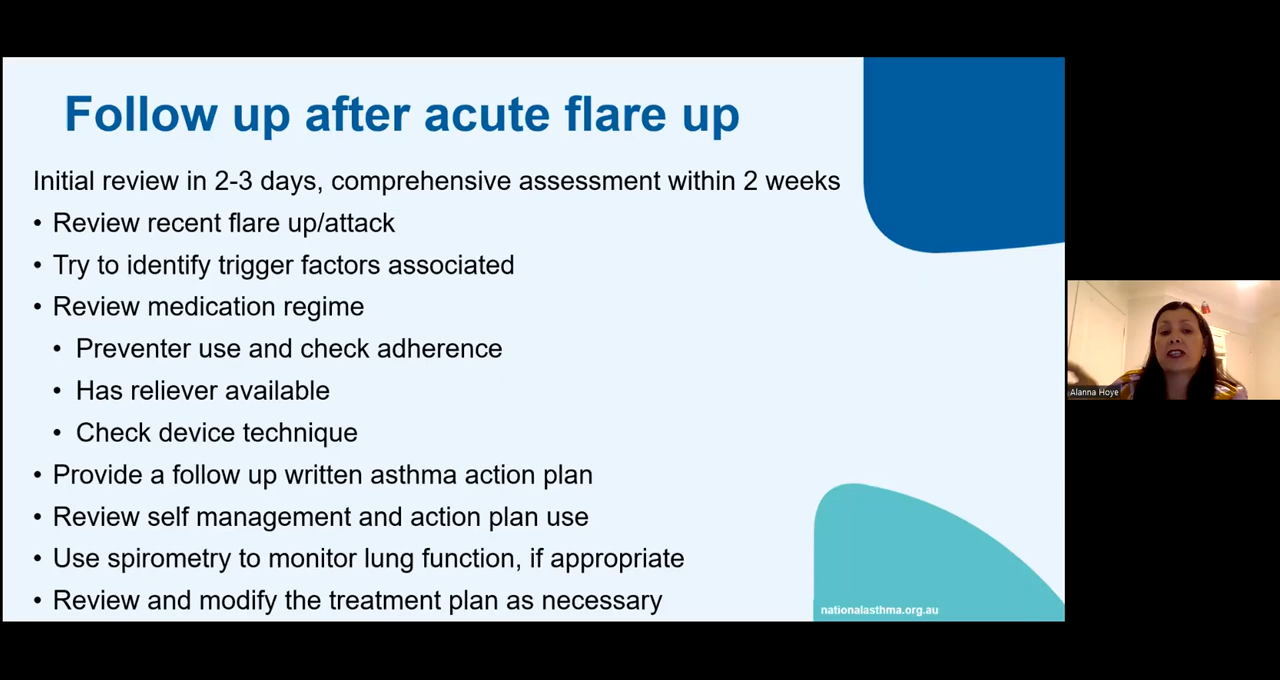 Follow up after acute flare up
Initial review in 2-3 days, comprehensive assessment within 2 weeks
• Review recent flare up/attack
• Try to identify trigger factors associated
• Review medication regime
• Preventer use and check adherence
• Has reliever available
• Check device technique
• Provide a follow up written asthma action plan
• Review self management and action plan use
• Use spirometry to monitor lung function, if appropriate
• Review and modify the treatment plan as necessary
nationalasthma.org.au
Alanna Hoye